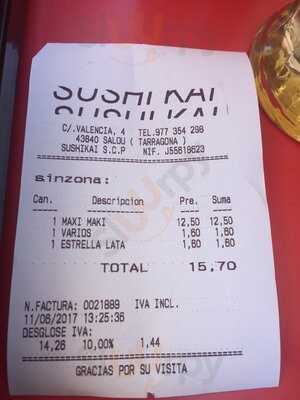 SUSHI KAI
SUSHI KAI
C/.VALENCIA, 4 TEL.977 354 298
43840 SALOU ( TARRAGONA )
SUSHIKAI S.C.P NIF. J55618623
sinzona:
Can. Descripcion Pre. Suma
1 MAXI MAKI 12,50 12,50
1 VARIOS 1,60 1,60
1 ESTRELLA LATA 1,60 1,60
TOTAL 15,70
N.FACTURA: 0021889 IVA INCL.
11/06/2017 13:25:36
DESGLOSE IVA:
14,26 10,00% 1,44
GRACIAS POR SU VISITA